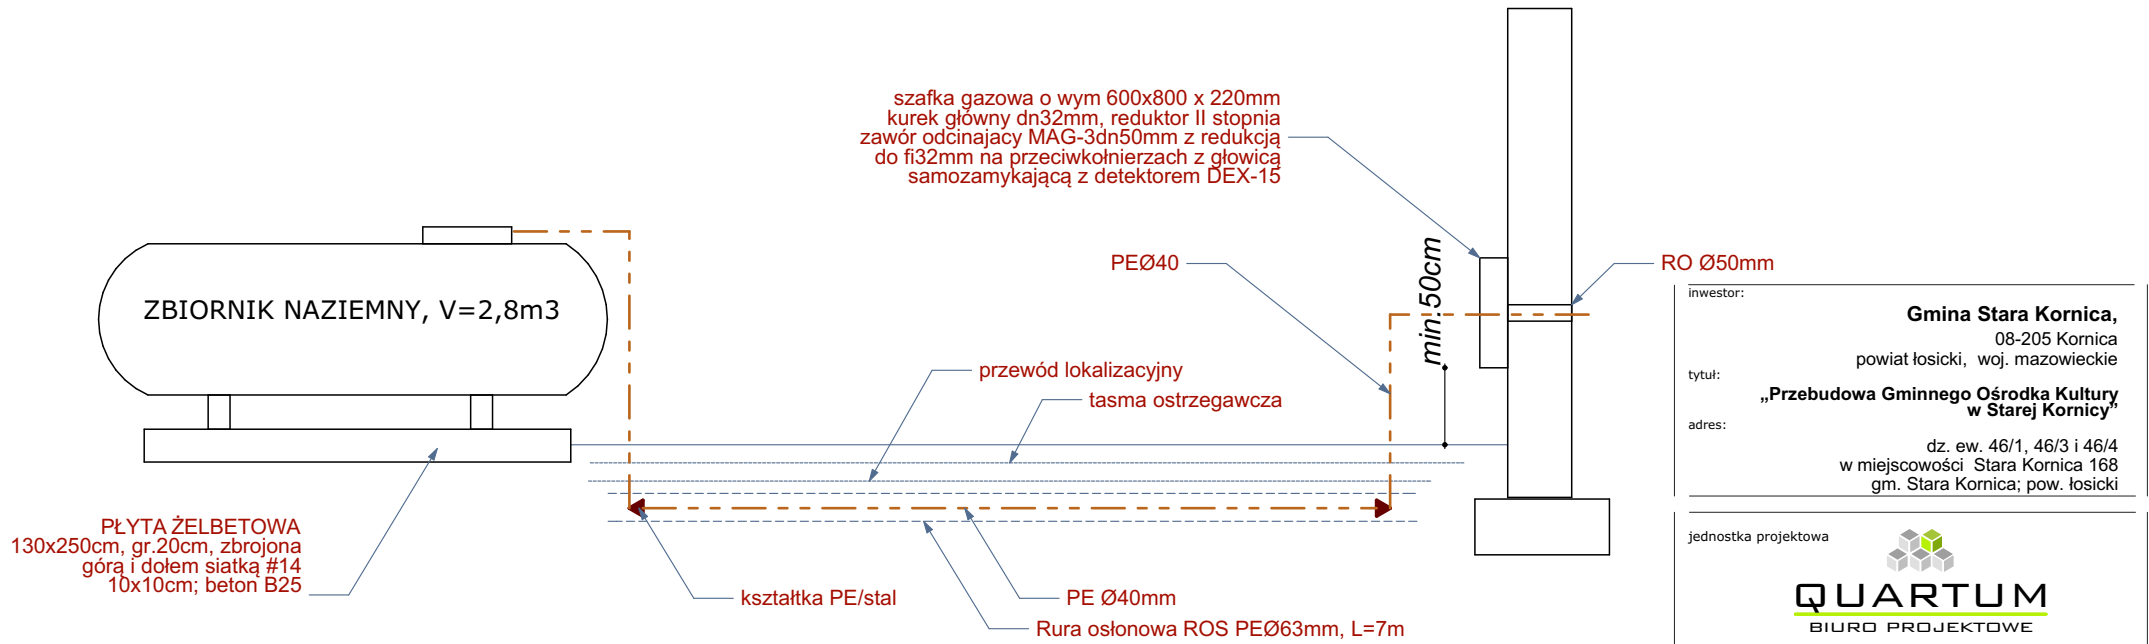 szafka gazowa o wym 600x800 x 220mm
kurek główny dn32mm, reduktor II stopnia
zawór odcinajacy MAG-3dn50mm z redukcją
do fi32mm na przeciwkołnierzach z głowicą
samozamykającą z detektorem DEX-15
ZBIORNIK NAZIEMNY, V=2,8m3
PEØ40
min.50cm
RO Ø50mm
przewód lokalizacyjny
tasma ostrzegawcza
PŁYTA ŻELBETOWA
130x250cm, gr.20cm, zbrojona
górą i dołem siatką #14
10x10cm; beton B25
kształtka PE/stal
PE Ø40mm
Rura osłonowa ROS PEØ63mm, L=7m
inwestor:
Gmina Stara Kornica,
08-205 Kornica
powiat łosicki, woj. mazowieckie
tytuł:
„Przebudowa Gminnego Ośrodka Kultury
w Starej Kornicy”
adres:
dz. ew. 46/1, 46/3 i 46/4
w miejscowości Stara Kornica 168
gm. Stara Kornica; pow. łosicki
jednostka projektowa
QUARTUM
BIURO PROJEKTOWE